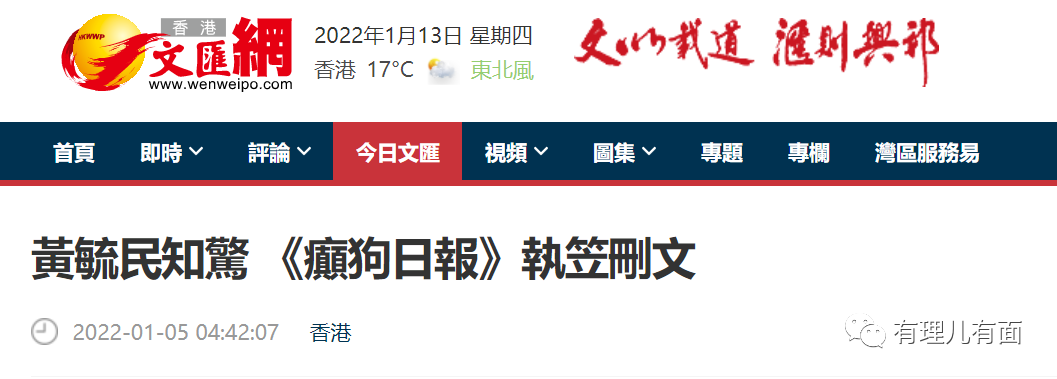 HKWWP
香港
文匯網
www.wenweipo.com
2022年1月13日 星期四
香港 17°C 東北風
文以載道 匯則興邦
首頁 即時 評論 今日文匯 視頻 圖集 專題 專欄 灣區服務易
黃毓民知驚 《癲狗日報》執笠刪文
2022-01-05 04:42:07 香港
有理儿有面